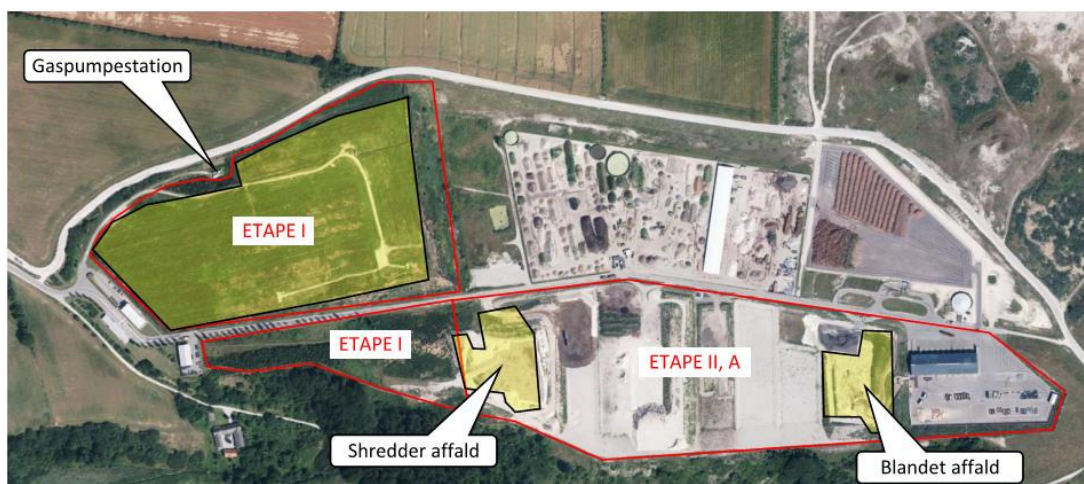 Gaspumpestation
ETAPE I
ETAPE I
ETAPE II, A
Shredder affald
Blandet affald